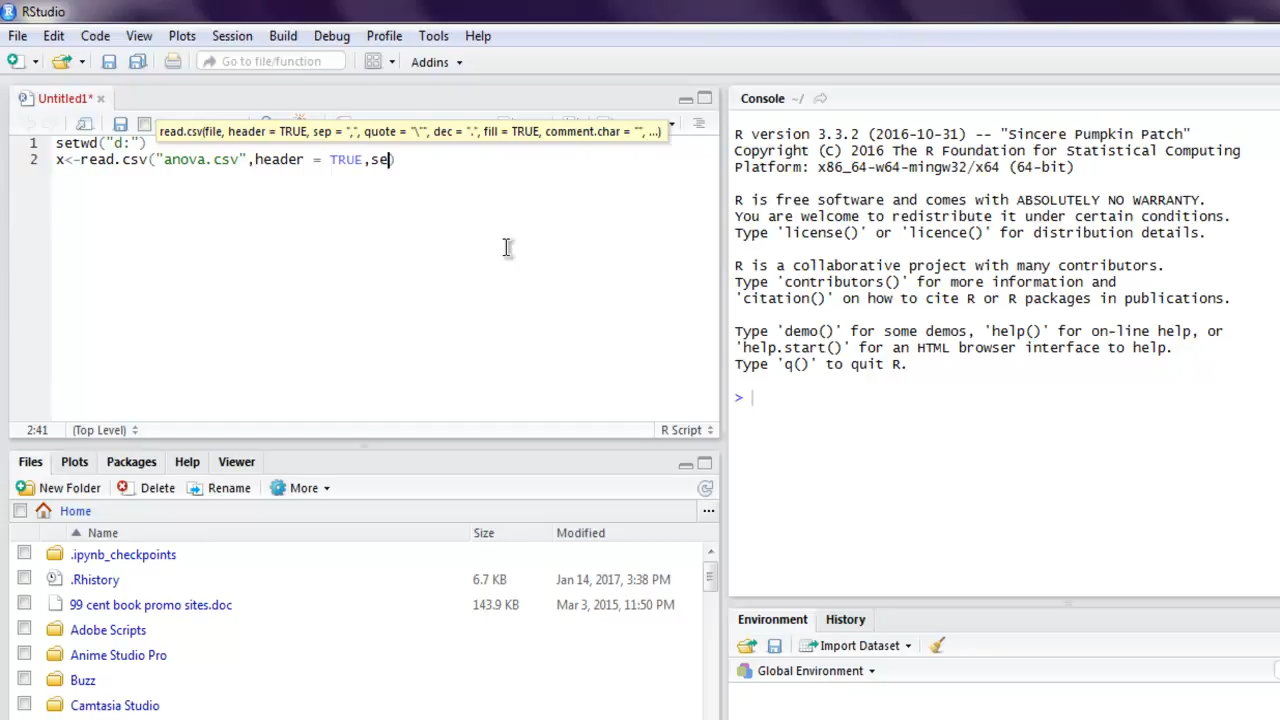 RStudio
File Edit Code View Plots Session Build Debug Profile Tools Help
Go to file/function Addins
Untitled1*
read.csv(file, header = TRUE, sep = ",", quote = "\"", dec = ".", fill = TRUE, comment.char = "", ...)
1 setwd("d:")
2 x<-read.csv("anova.csv",header = TRUE,se)
2:41 (Top Level) R Script
Files Plots Packages Help Viewer
New Folder Delete Rename More
Home
Name Size Modified
.ipynb_checkpoints
.Rhistory 6.7 KB Jan 14, 2017, 3:38 PM
99 cent book promo sites.doc 143.9 KB Mar 3, 2015, 11:50 PM
Adobe Scripts
Anime Studio Pro
Buzz
Camtasia Studio
Console ~/
R version 3.3.2 (2016-10-31) -- "Sincere Pumpkin Patch"
Copyright (C) 2016 The R Foundation for Statistical Computing
Platform: x86_64-w64-mingw32/x64 (64-bit)
R is free software and comes with ABSOLUTELY NO WARRANTY.
You are welcome to redistribute it under certain conditions.
Type 'license()' or 'licence()' for distribution details.
R is a collaborative project with many contributors.
Type 'contributors()' for more information and
'citation()' on how to cite R or R packages in publications.
Type 'demo()' for some demos, 'help()' for on-line help, or
'help.start()' for an HTML browser interface to help.
Type 'q()' to quit R.
>
Environment History
Import Dataset
Global Environment